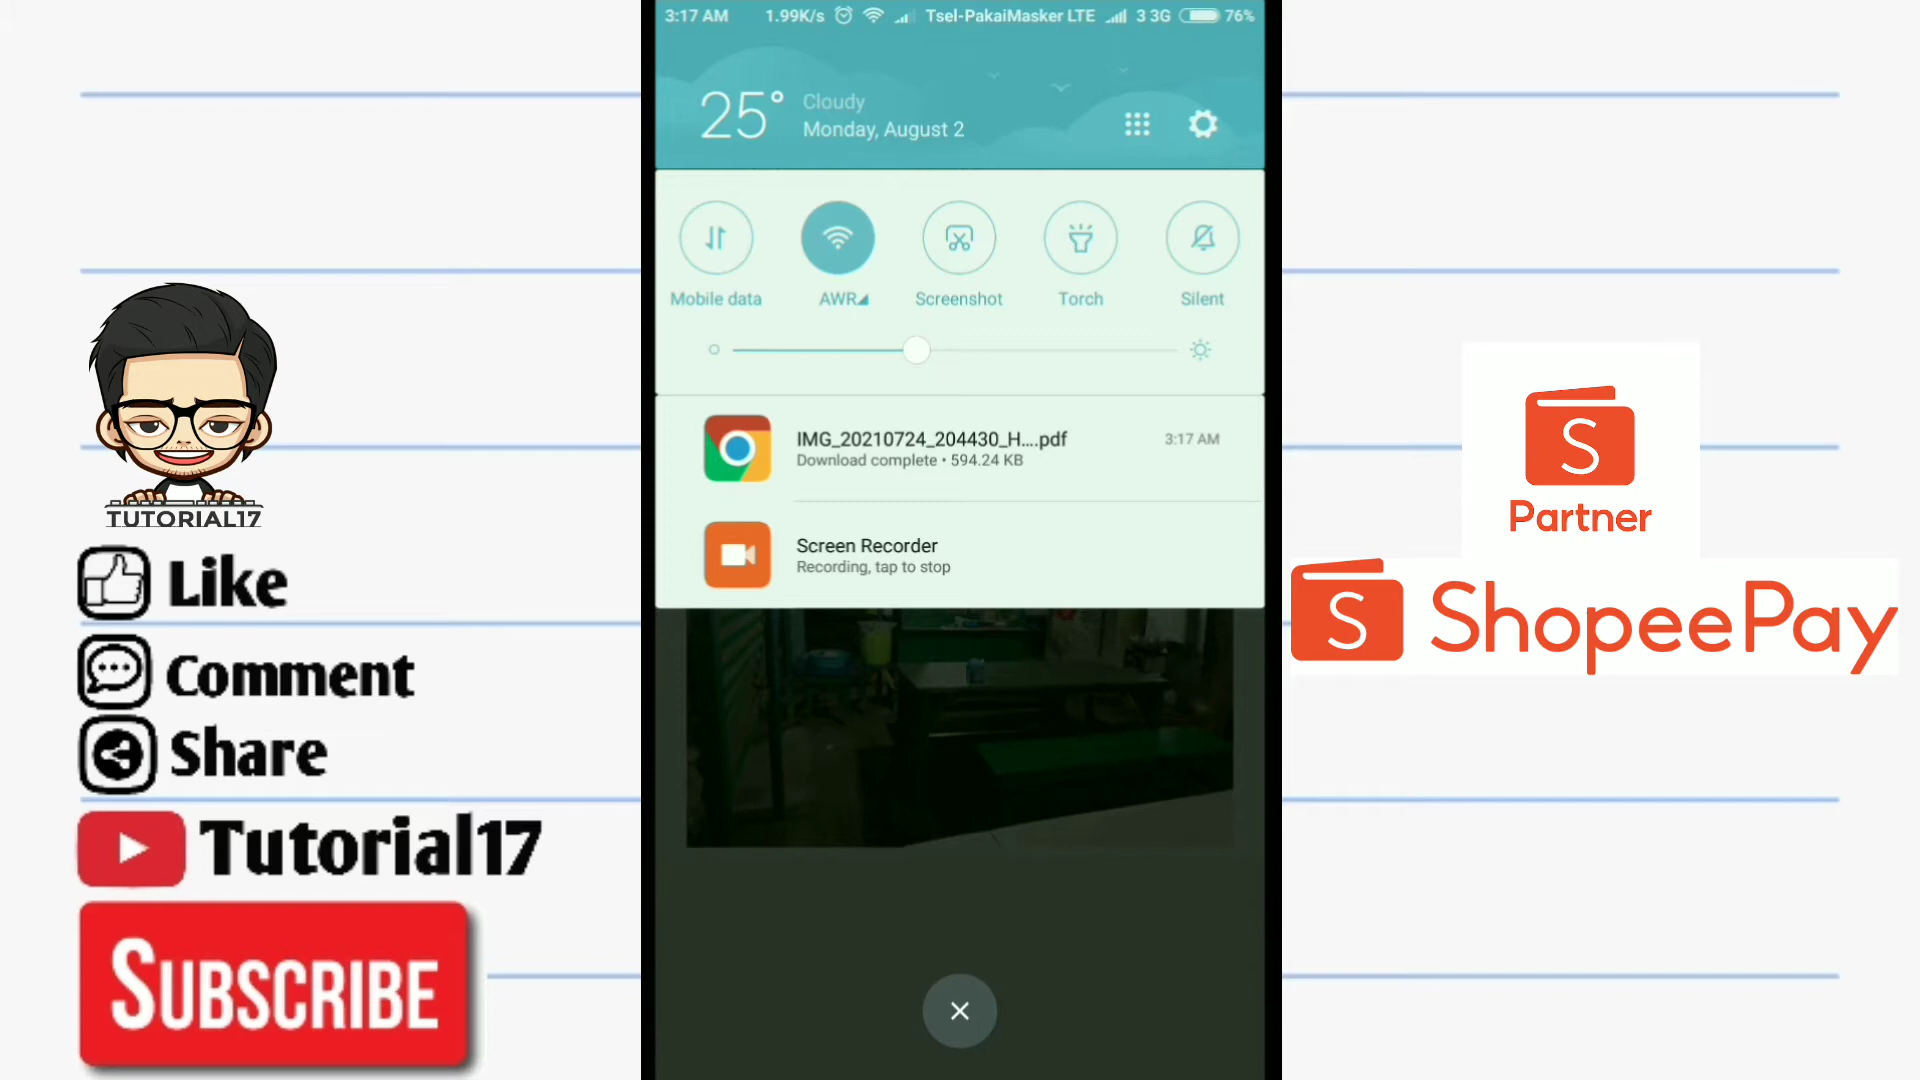 3:17 AM 1.99K/s Tsel-PakaiMasker LTE 3 3G 76%
25° Cloudy
Monday, August 2
Mobile data AWR Screenshot Torch Silent
IMG_20210724_204430_H....pdf 3:17 AM
Download complete • 594.24 KB
Screen Recorder
Recording, tap to stop
TUTORIAL17
Like
Comment
Share
Tutorial17
SUBSCRIBE
S
Partner
S ShopeePay